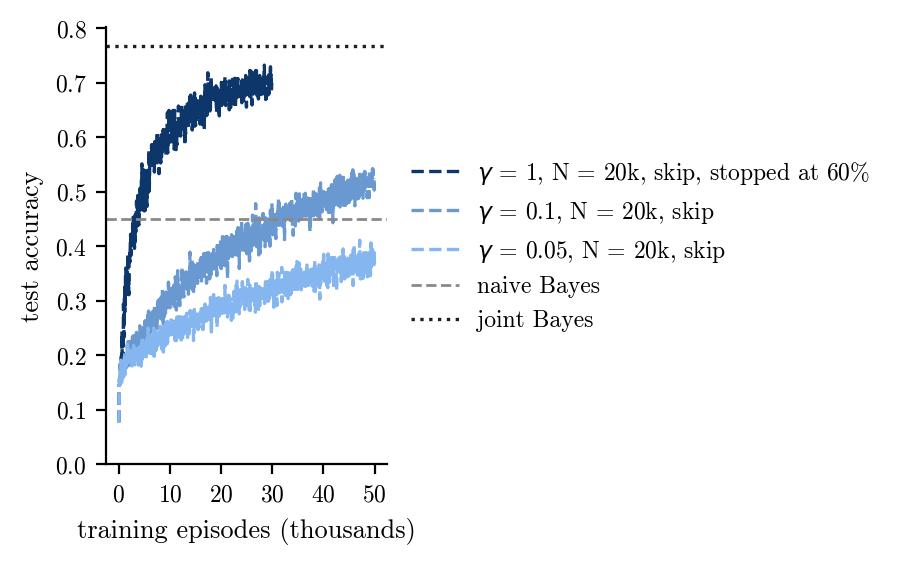 0.8
0.7
0.6
0.5
0.4
0.3
0.2
0.1
0.0
test accuracy
0 10 20 30 40 50
training episodes (thousands)
γ = 1, N = 20k, skip, stopped at 60%
γ = 0.1, N = 20k, skip
γ = 0.05, N = 20k, skip
naive Bayes
joint Bayes